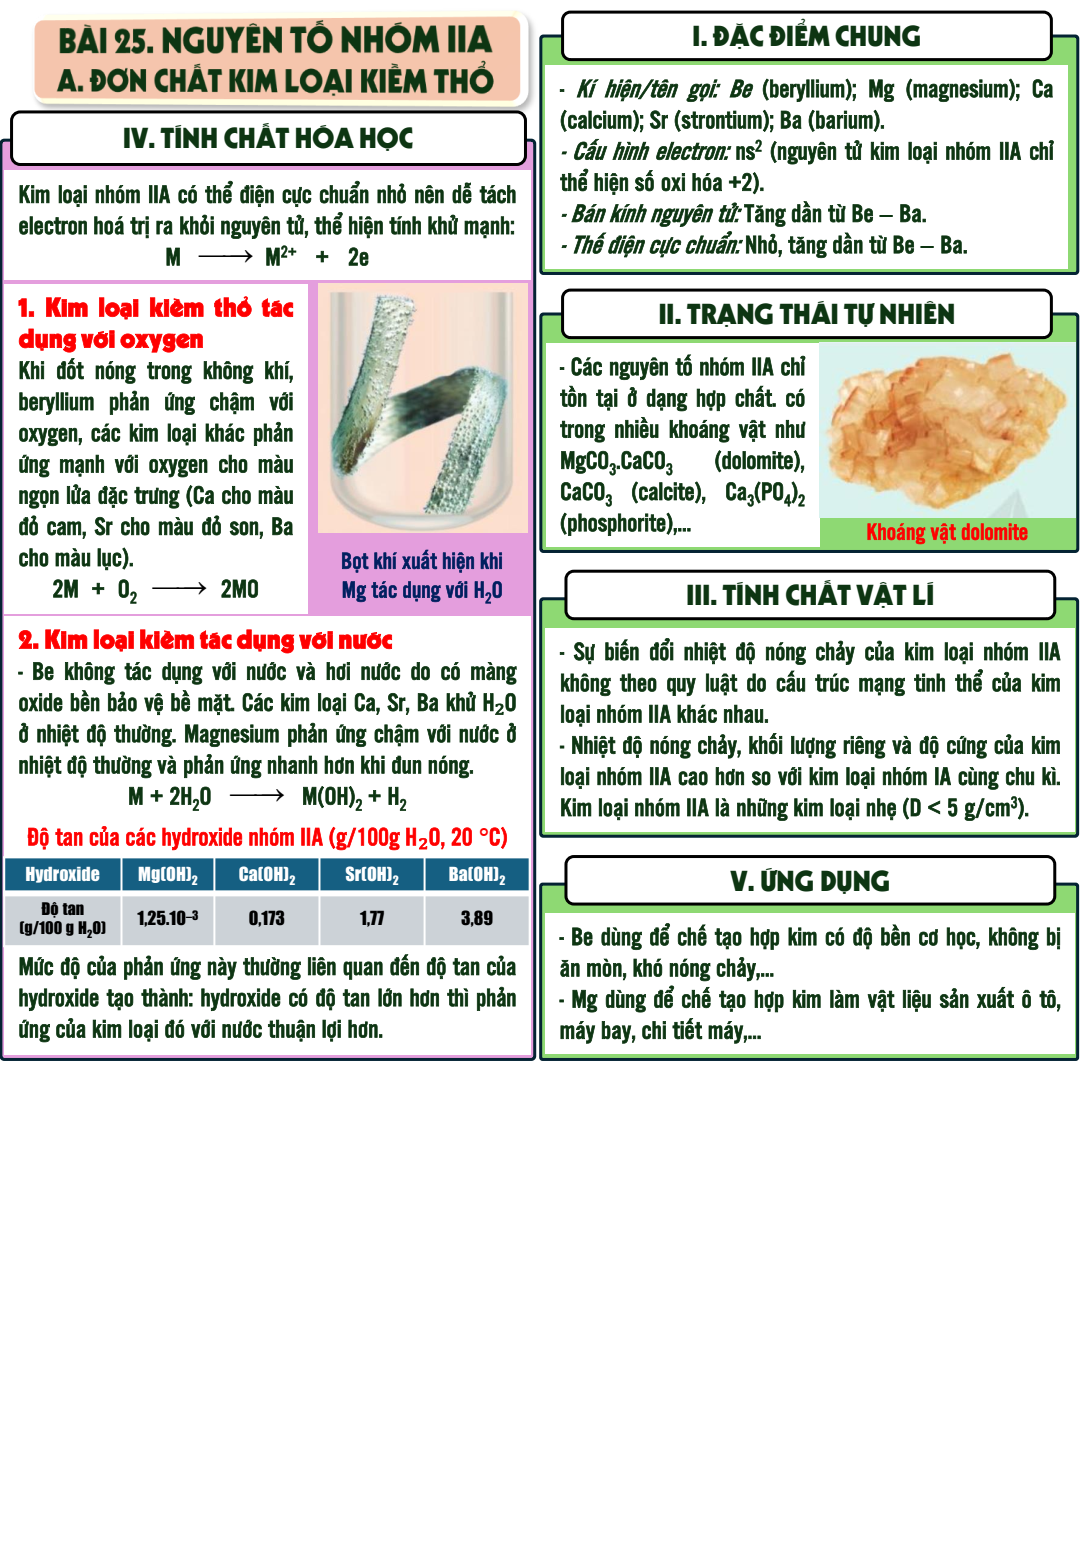 BÀI 25. NGUYÊN TỐ NHÓM IIA
A. ĐƠN CHẤT KIM LOẠI KIỀM THỔ
I. ĐẶC ĐIỂM CHUNG
- Kí hiện/tên gọi: Be (beryllium); Mg (magnesium); Ca
(calcium); Sr (strontium); Ba (barium).
- Cấu hình electron: ns² (nguyên tử kim loại nhóm IIA chỉ
thể hiện số oxi hóa +2).
- Bán kính nguyên tử: Tăng dần từ Be – Ba.
- Thế điện cực chuẩn: Nhỏ, tăng dần từ Be – Ba.
II. TRẠNG THÁI TỰ NHIÊN
- Các nguyên tố nhóm IIA chỉ
tồn tại ở dạng hợp chất. có
trong nhiều khoáng vật như
MgCO₃.CaCO₃ (dolomite),
CaCO₃ (calcite), Ca₃(PO₄)₂
(phosphorite),...
Khoáng vật dolomite
III. TÍNH CHẤT VẬT LÍ
- Sự biến đổi nhiệt độ nóng chảy của kim loại nhóm IIA
không theo quy luật do cấu trúc mạng tinh thể của kim
loại nhóm IIA khác nhau.
- Nhiệt độ nóng chảy, khối lượng riêng và độ cứng của kim
loại nhóm IIA cao hơn so với kim loại nhóm IA cùng chu kì.
Kim loại nhóm IIA là những kim loại nhẹ (D < 5 g/cm³).
IV. TÍNH CHẤT HÓA HỌC
Kim loại nhóm IIA có thể điện cực chuẩn nhỏ nên dễ tách
electron hoá trị ra khỏi nguyên tử, thể hiện tính khử mạnh:
M ⟶ M²⁺ + 2e
1. Kim loại kiềm thổ tác
dụng với oxygen
Khi đốt nóng trong không khí,
beryllium phản ứng chậm với
oxygen, các kim loại khác phản
ứng mạnh với oxygen cho màu
ngọn lửa đặc trưng (Ca cho màu
đỏ cam, Sr cho màu đỏ son, Ba
cho màu lục).
2M + O₂ ⟶ 2MO
Bọt khí xuất hiện khi
Mg tác dụng với H₂O
2. Kim loại kiềm tác dụng với nước
- Be không tác dụng với nước và hơi nước do có màng
oxide bền bảo vệ bề mặt. Các kim loại Ca, Sr, Ba khử H₂O
ở nhiệt độ thường. Magnesium phản ứng chậm với nước ở
nhiệt độ thường và phản ứng nhanh hơn khi đun nóng.
M + 2H₂O ⟶ M(OH)₂ + H₂
Độ tan của các hydroxide nhóm IIA (g/100g H₂O, 20 °C)
Hydroxide Mg(OH)₂ Ca(OH)₂ Sr(OH)₂ Ba(OH)₂
Độ tan
(g/100 g H₂O) 1,25.10⁻³ 0,173 1,77 3,89
Mức độ của phản ứng này thường liên quan đến độ tan của
hydroxide tạo thành: hydroxide có độ tan lớn hơn thì phản
ứng của kim loại đó với nước thuận lợi hơn.
V. ỨNG DỤNG
- Be dùng để chế tạo hợp kim có độ bền cơ học, không bị
ăn mòn, khó nóng chảy,...
- Mg dùng để chế tạo hợp kim làm vật liệu sản xuất ô tô,
máy bay, chi tiết máy,...